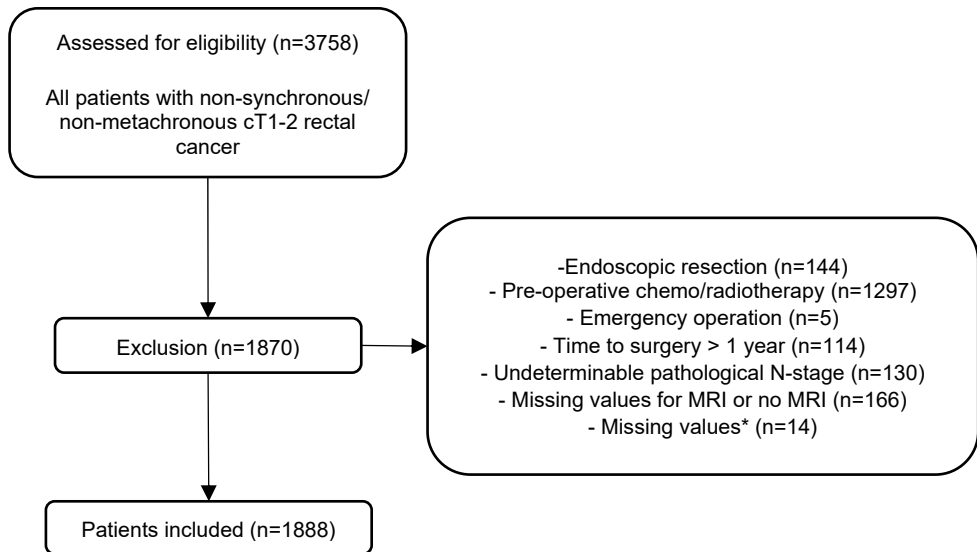 Assessed for eligibility (n=3758)
All patients with non-synchronous/
non-metachronous cT1-2 rectal
cancer
-Endoscopic resection (n=144)
- Pre-operative chemo/radiotherapy (n=1297)
- Emergency operation (n=5)
- Time to surgery > 1 year (n=114)
- Undeterminable pathological N-stage (n=130)
- Missing values for MRI or no MRI (n=166)
- Missing values* (n=14)
Exclusion (n=1870)
Patients included (n=1888)